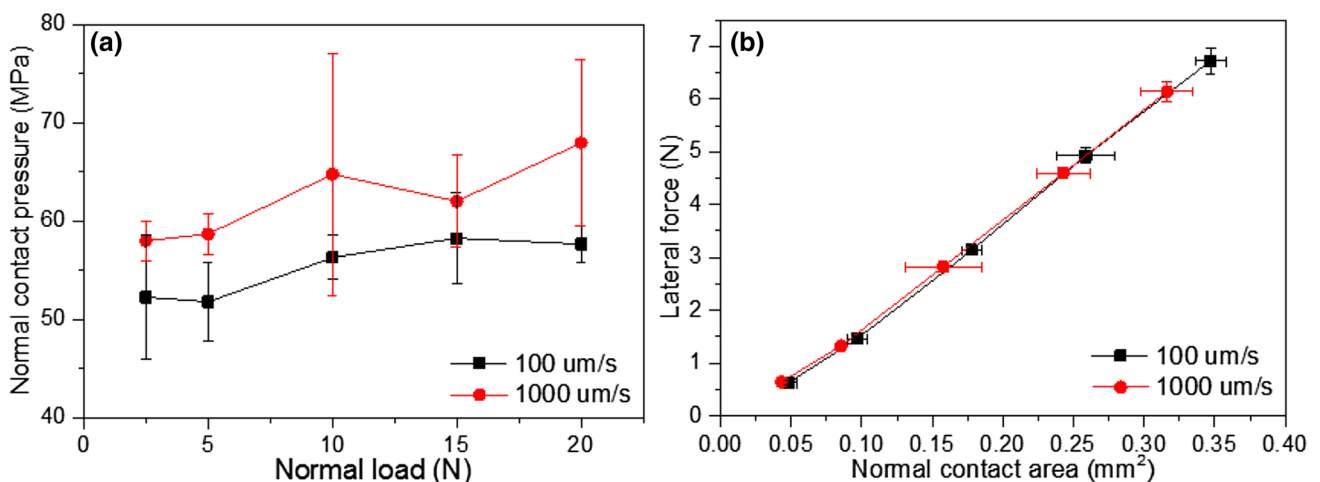 (a)
Normal contact pressure (MPa)
80
70
60
50
40
0
5
10
15
20
Normal load (N)
100 um/s
1000 um/s
(b)
Lateral force (N)
7
6
5
4
3
2
1
0
0.00
0.05
0.10
0.15
0.20
0.25
0.30
0.35
0.40
Normal contact area (mm²)
100 um/s
1000 um/s